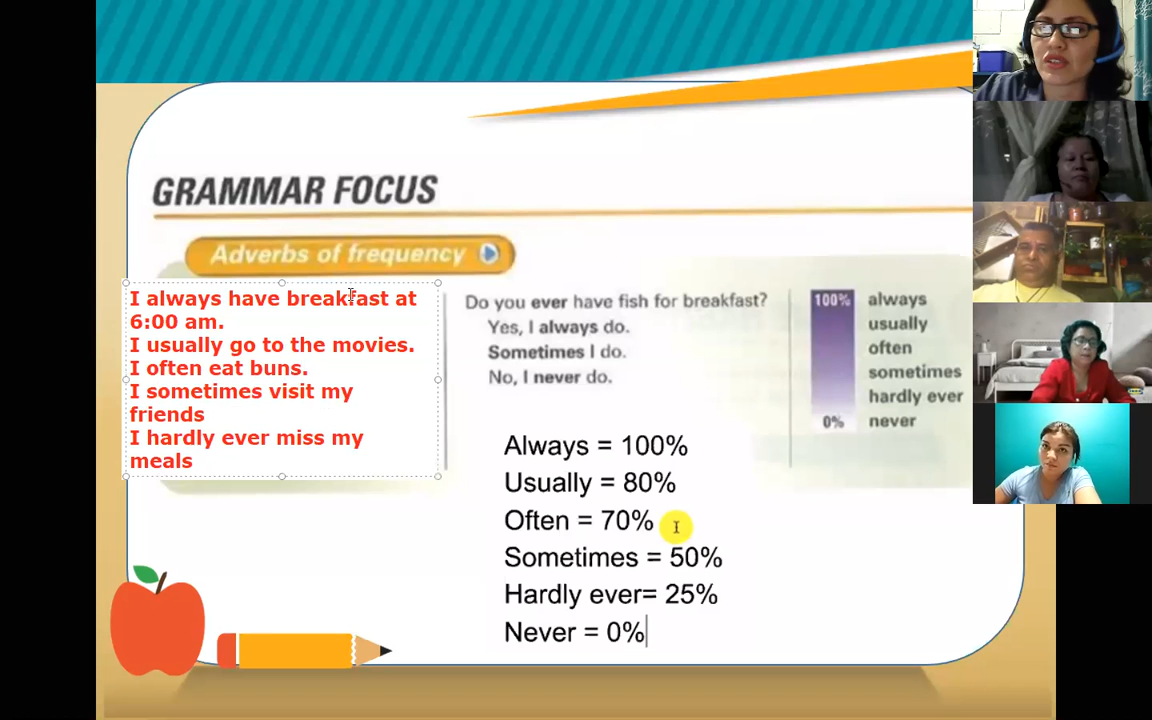 GRAMMAR FOCUS
Adverbs of frequency
I always have breakfast at
6:00 am.
I usually go to the movies.
I often eat buns.
I sometimes visit my
friends
I hardly ever miss my
meals
Do you ever have fish for breakfast?
Yes, I always do.
Sometimes I do.
No, I never do.
100% always
usually
often
sometimes
hardly ever
0% never
Always = 100%
Usually = 80%
Often = 70%
Sometimes = 50%
Hardly ever= 25%
Never = 0%